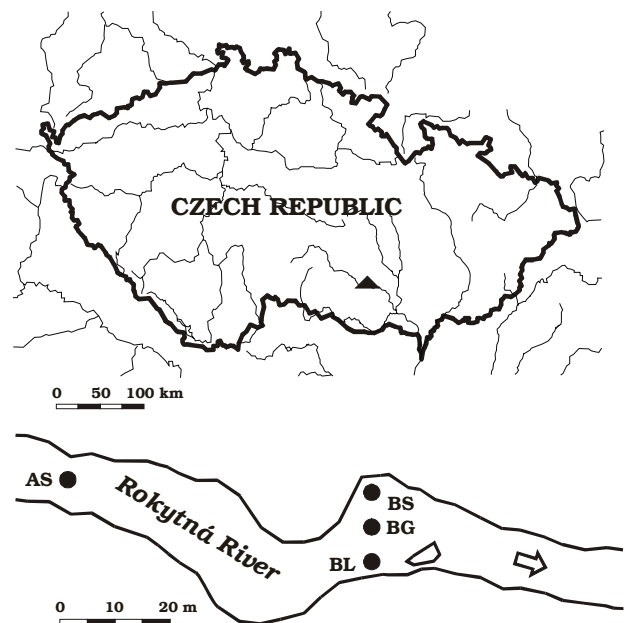 CZECH REPUBLIC
0 50 100 km
AS
Rokytná River
BS
BG
BL
0 10 20 m